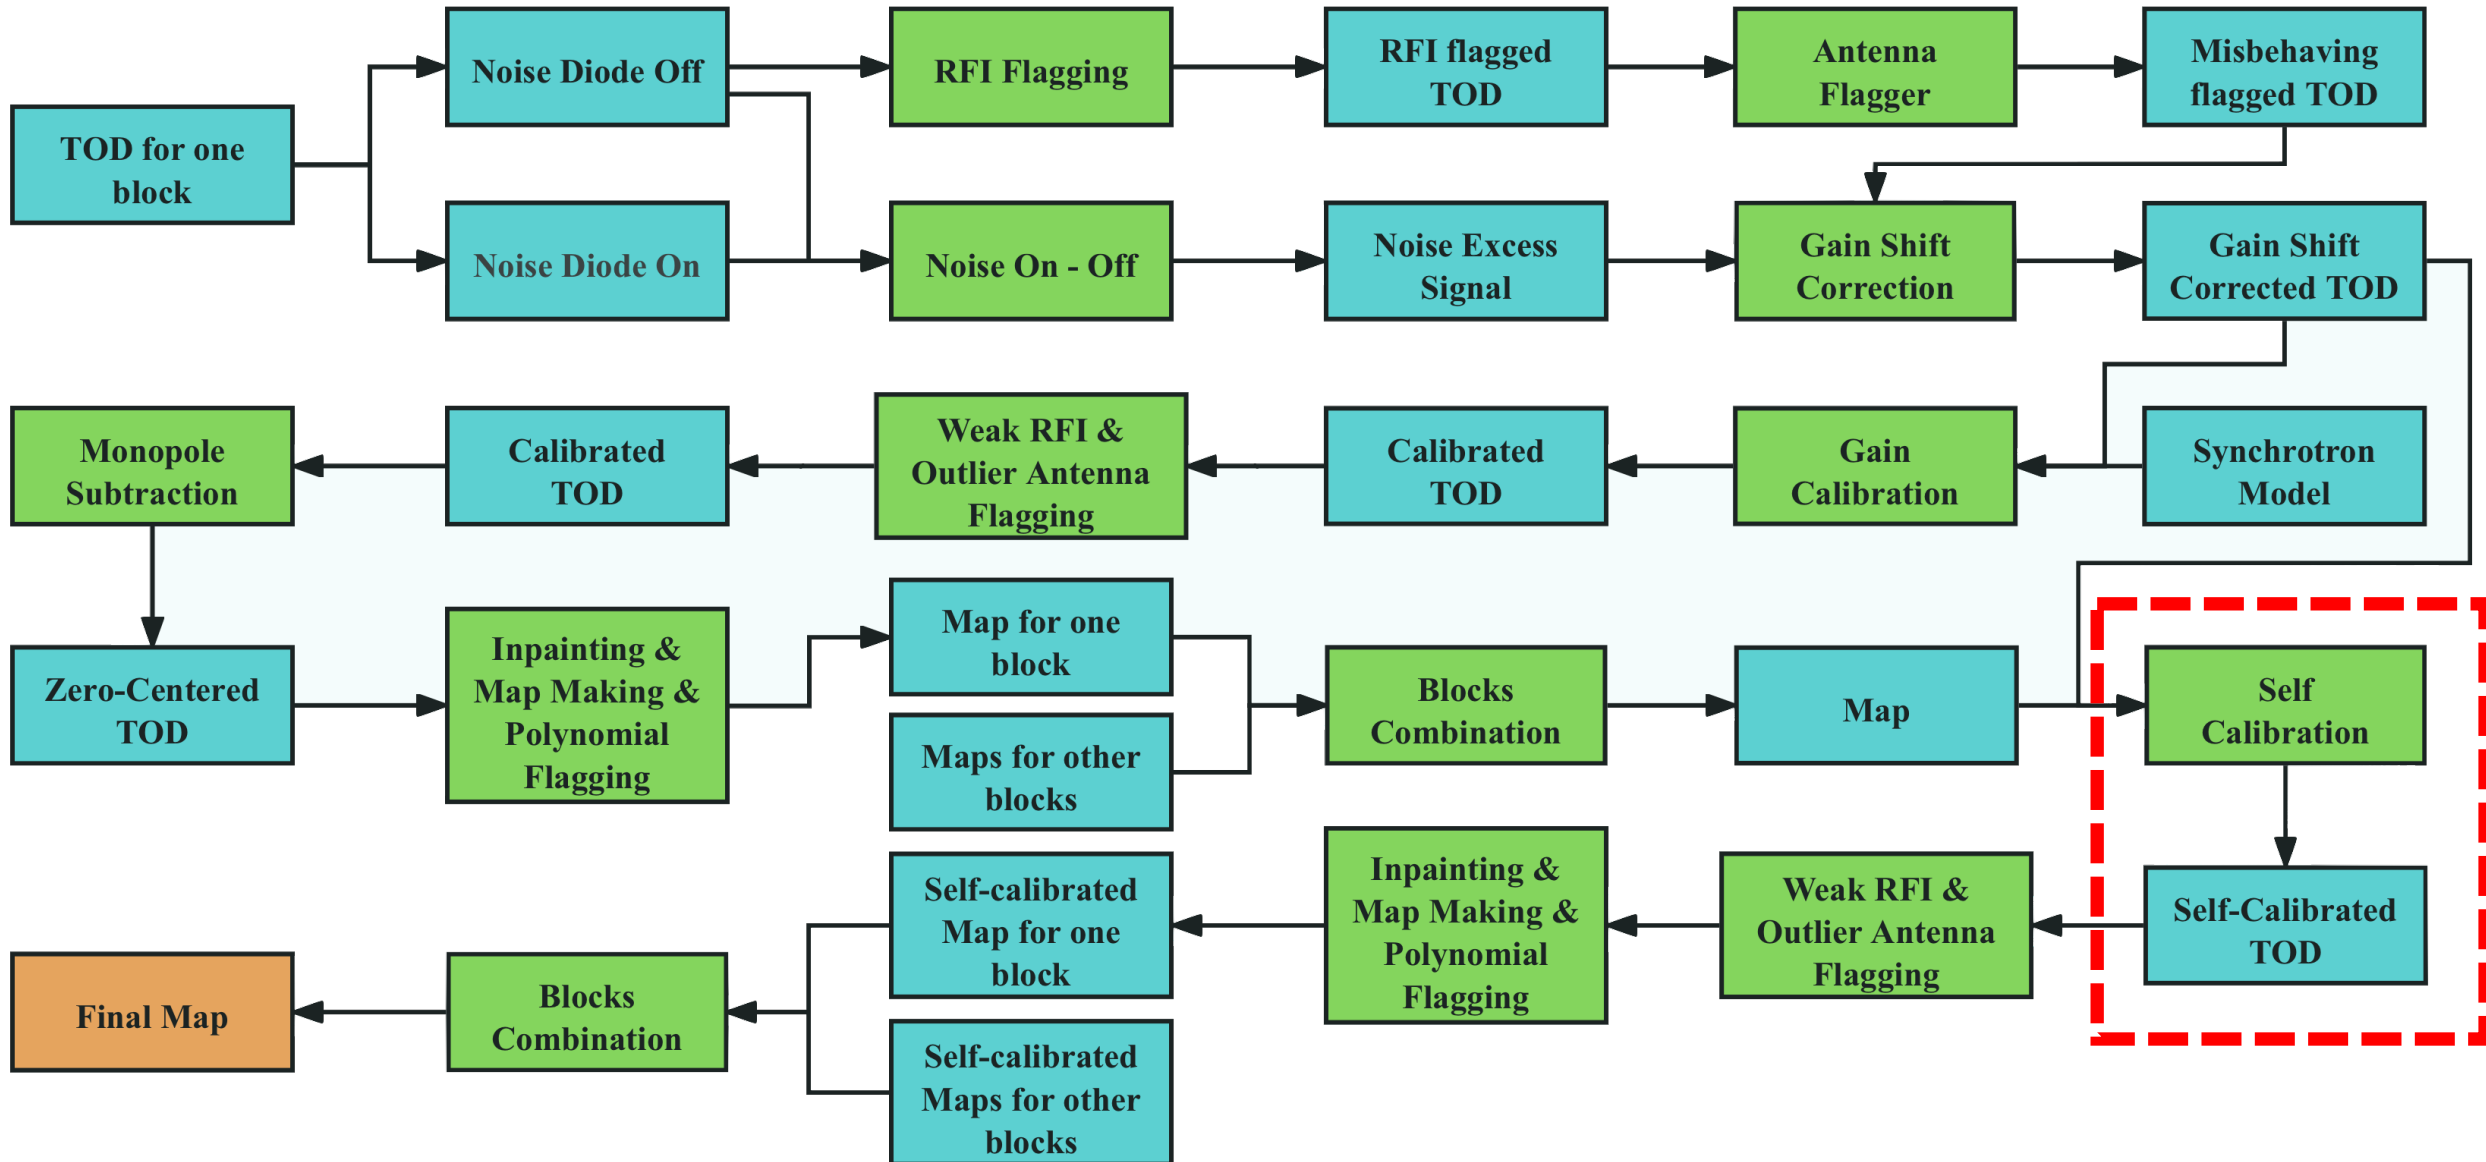 Noise Diode Off
RFI Flagging
RFI flagged
TOD
Antenna
Flagger
Misbehaving
flagged TOD
TOD for one
block
Noise Diode On
Noise On - Off
Noise Excess
Signal
Gain Shift
Correction
Gain Shift
Corrected TOD
Monopole
Subtraction
Calibrated
TOD
Weak RFI &
Outlier Antenna
Flagging
Calibrated
TOD
Gain
Calibration
Synchrotron
Model
Zero-Centered
TOD
Inpainting &
Map Making &
Polynomial
Flagging
Map for one
block
Maps for other
blocks
Blocks
Combination
Map
Self
Calibration
Final Map
Blocks
Combination
Self-calibrated
Map for one
block
Self-calibrated
Maps for other
blocks
Inpainting &
Map Making &
Polynomial
Flagging
Weak RFI &
Outlier Antenna
Flagging
Self-Calibrated
TOD